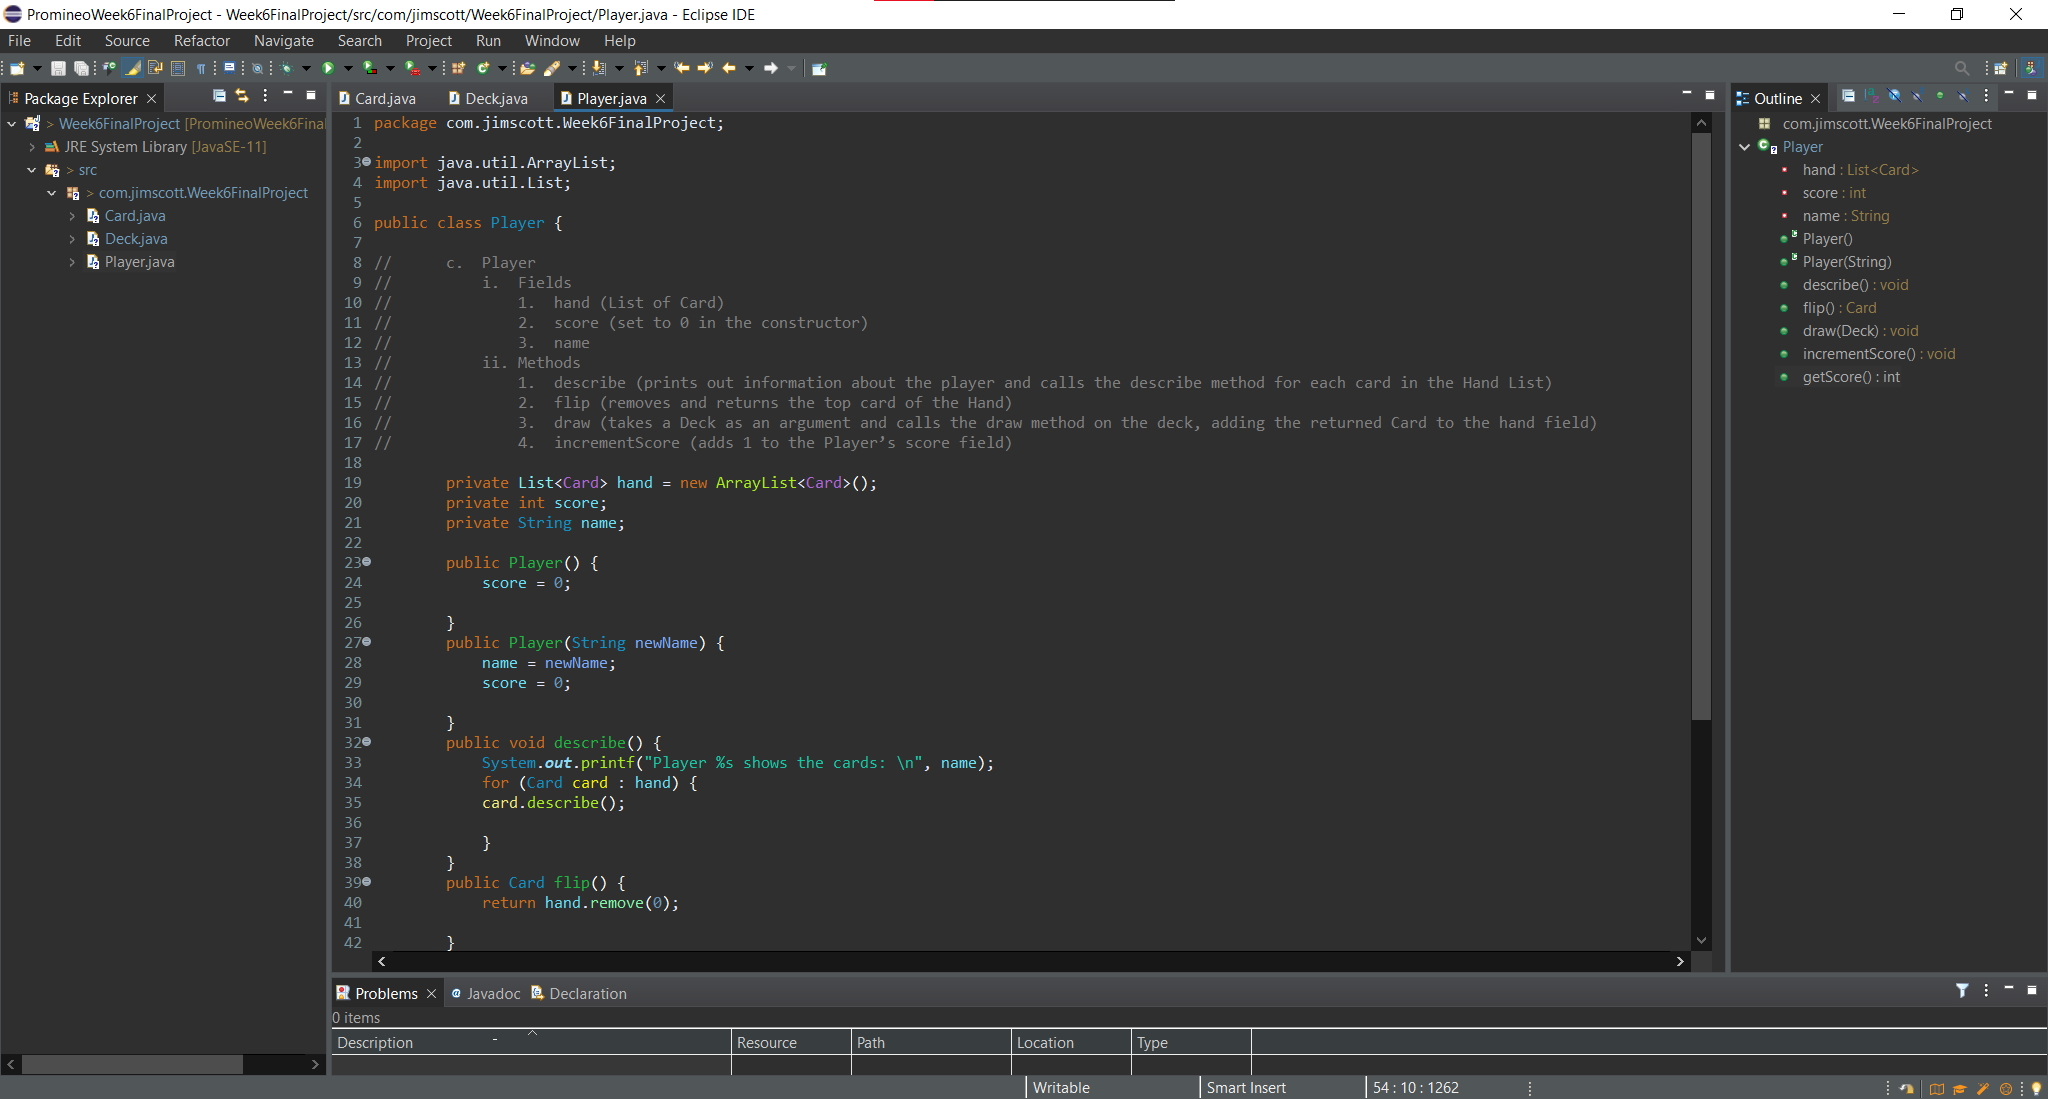 PromineoWeek6FinalProject - Week6FinalProject/src/com/jimscott/Week6FinalProject/Player.java - Eclipse IDE
File Edit Source Refactor Navigate Search Project Run Window Help
Package Explorer
> Week6FinalProject [PromineoWeek6Final
JRE System Library [JavaSE-11]
> src
> com.jimscott.Week6FinalProject
Card.java
Deck.java
Player.java
Card.java Deck.java Player.java
1 package com.jimscott.Week6FinalProject;
2
3 import java.util.ArrayList;
4 import java.util.List;
5
6 public class Player {
7
8 // c. Player
9 // i. Fields
10 // 1. hand (List of Card)
11 // 2. score (set to 0 in the constructor)
12 // 3. name
13 // ii. Methods
14 // 1. describe (prints out information about the player and calls the describe method for each card in the Hand List)
15 // 2. flip (removes and returns the top card of the Hand)
16 // 3. draw (takes a Deck as an argument and calls the draw method on the deck, adding the returned Card to the hand field)
17 // 4. incrementScore (adds 1 to the Player’s score field)
18
19 private List<Card> hand = new ArrayList<Card>();
20 private int score;
21 private String name;
22
23 public Player() {
24 score = 0;
25
26 }
27 public Player(String newName) {
28 name = newName;
29 score = 0;
30
31 }
32 public void describe() {
33 System.out.printf("Player %s shows the cards: \n", name);
34 for (Card card : hand) {
35 card.describe();
36
37 }
38 }
39 public Card flip() {
40 return hand.remove(0);
41
42 }
Outline
com.jimscott.Week6FinalProject
Player
hand : List<Card>
score : int
name : String
Player()
Player(String)
describe() : void
flip() : Card
draw(Deck) : void
incrementScore() : void
getScore() : int
Problems Javadoc Declaration
0 items
Description Resource Path Location Type
Writable Smart Insert 54 : 10 : 1262